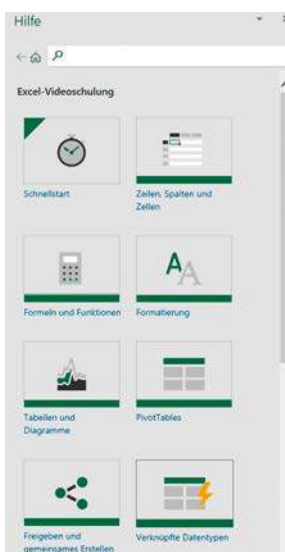 Hilfe
Excel-Videoschulung
Schnellstart
Zeilen, Spalten und
Zellen
Formeln und Funktionen
Formatierung
Tabellen und
Diagramme
PivotTables
Freigeben und
gemeinsames Erstellen
Verknüpfte Datentypen